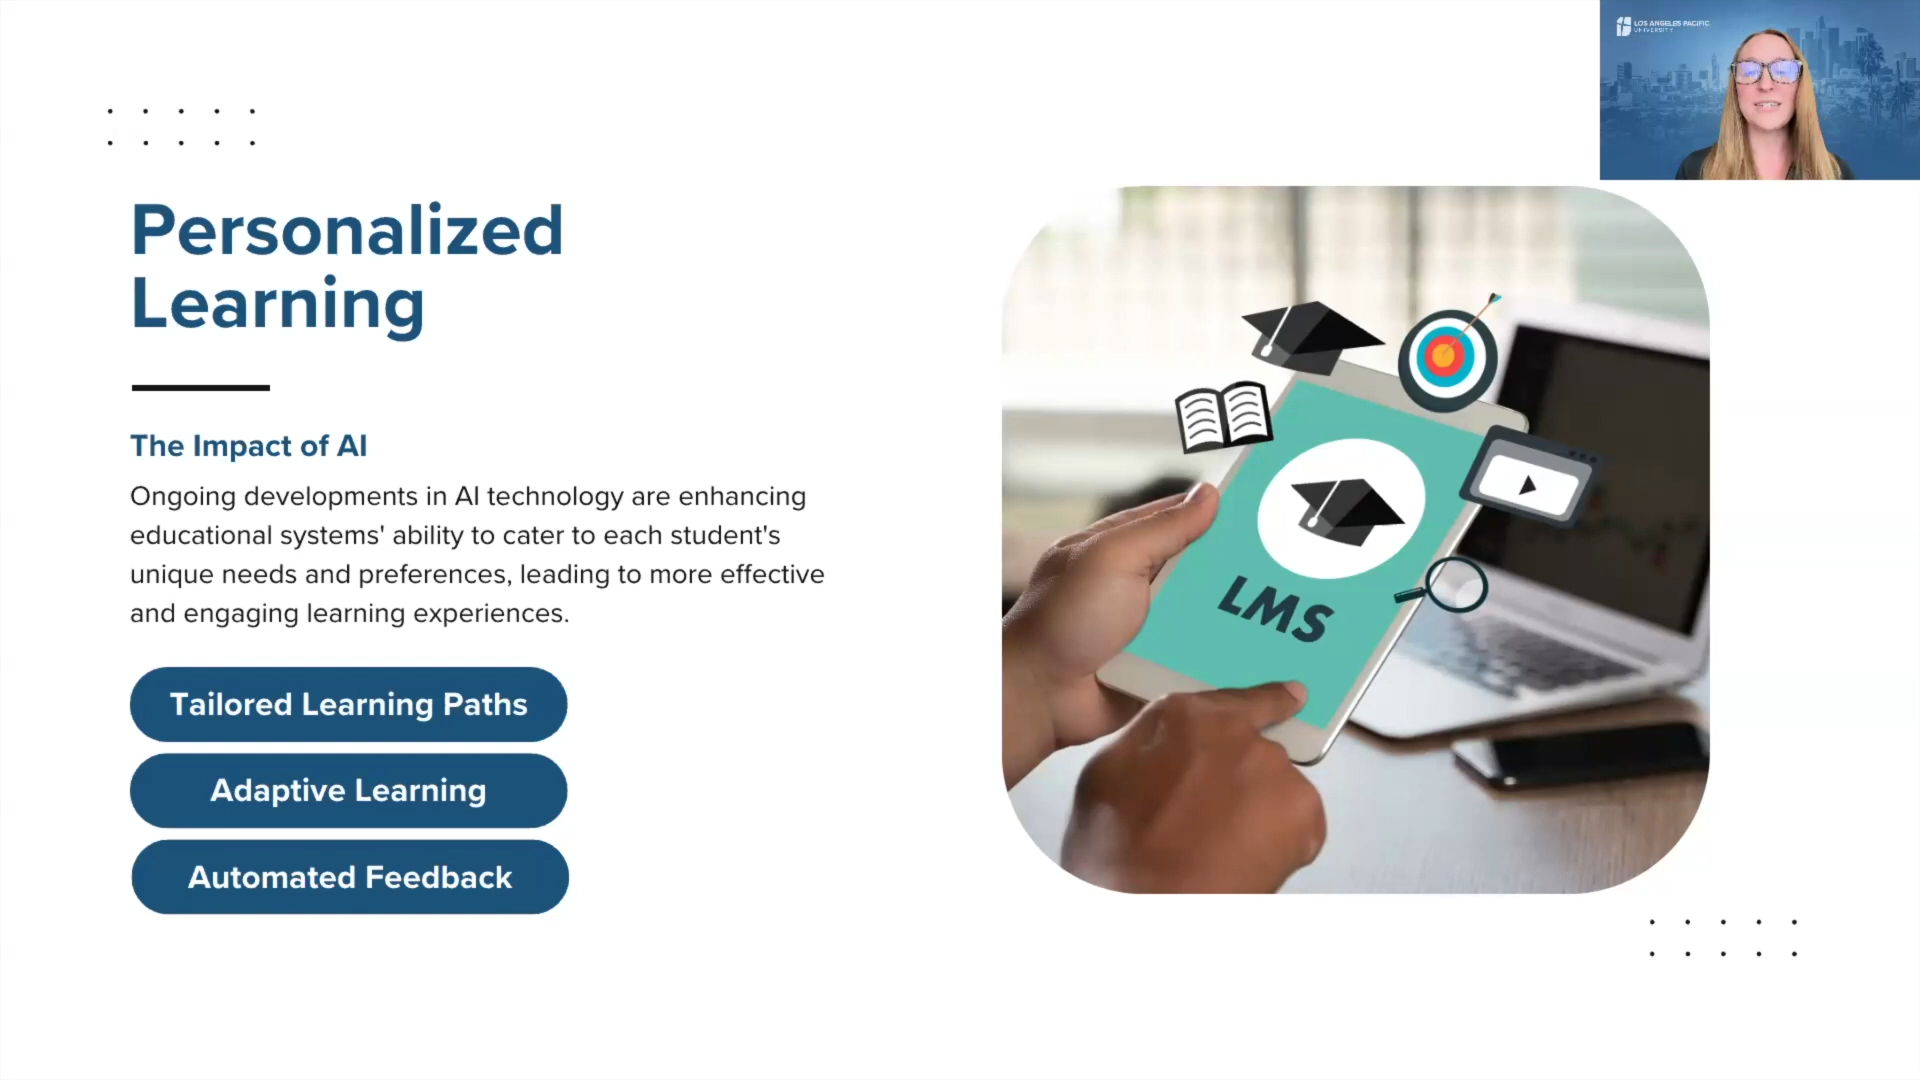 LOS ANGELES PACIFIC
UNIVERSITY
Personalized
Learning
The Impact of AI
Ongoing developments in AI technology are enhancing
educational systems' ability to cater to each student's
unique needs and preferences, leading to more effective
and engaging learning experiences.
Tailored Learning Paths
Adaptive Learning
Automated Feedback
LMS